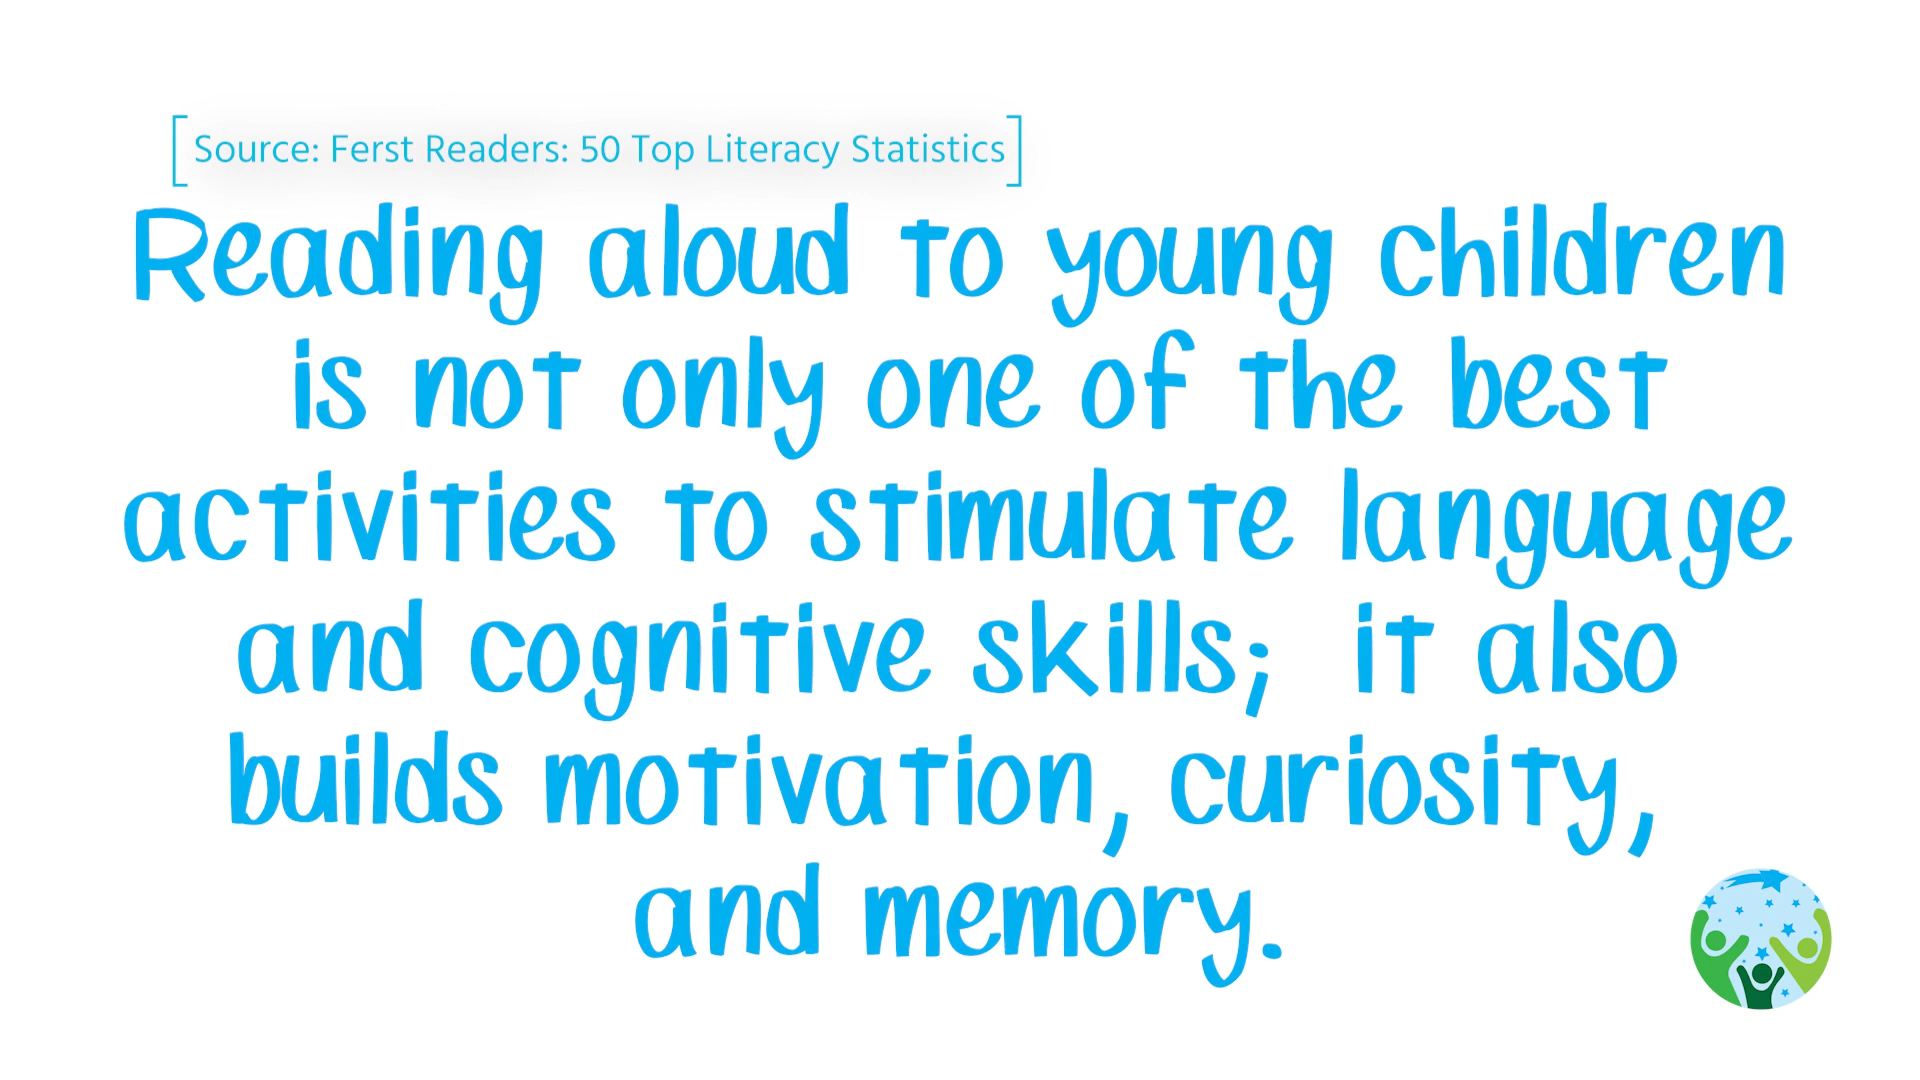 Source: Ferst Readers: 50 Top Literacy Statistics
Reading aloud to young children
is not only one of the best
activities to stimulate language
and cognitive skills; it also
builds motivation, curiosity,
and memory.